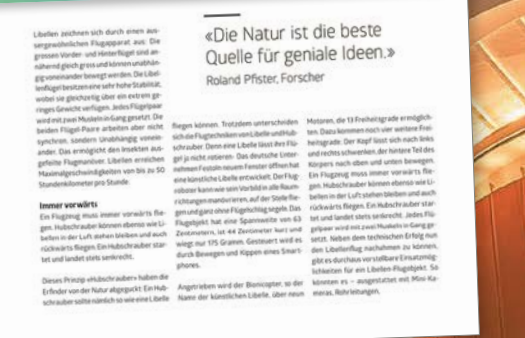 Libellen zeichnen sich durch einen aus-
sergewöhnlichen Flugapparat aus: Die
grossen Vorder- und Hinterflügel sind an-
nähernd gleich gross und können unabhän-
gig voneinander bewegt werden. Die Libel-
lenflügel besitzen eine sehr hohe Stabilität,
wobei sie gleichzeitig über ein extrem ge-
ringes Gewicht verfügen. Jedes Flügelpaar
wird mit zwei Muskeln in Gang gesetzt. Die
beiden Flügel-Paare arbeiten aber nicht
synchron, sondern unabhängig vonein-
ander. Das ermöglicht den Insekten aus-
gefeilte Flugmanöver. Libellen erreichen
Maximalgeschwindigkeiten von bis zu 50
Stundenkilometer pro Stunde.
Immer vorwärts
Ein Flugzeug muss immer vorwärts flie-
gen. Hubschrauber können ebenso wie Li-
bellen in der Luft stehen bleiben und auch
rückwärts fliegen. Ein Hubschrauber star-
tet und landet stets senkrecht.
Dieses Prinzip «Hubschrauber» haben die
Erfinder von der Natur abgeguckt: Ein Hub-
schrauber sollte nämlich so wie eine Libelle
«Die Natur ist die beste
Quelle für geniale Ideen.»
Roland Pfister, Forscher
fliegen können. Trotzdem unterscheiden
sich die Flugtechniken von Libelle und Hub-
schrauber. Denn eine Libelle lässt ihre Flü-
gel ja nicht rotieren· Das deutsche Unter-
nehmen Festoln neuem Fenster öffnen hat
eine künstliche Libelle entwickelt. Der Flug-
roboter kann wie sein Vorbild in alle Raum-
richtungen mandvrieren, auf der Stelle flie-
gen und ganz ohne Flügelschlag segeln. Das
Flugobjekt hat eine Spannweite von 63
Zentimetern, ist 44 Zentimeter kurz und
wiegt nur 175 Gramm. Gesteuert wird es
durch Bewegen und Kippen eines Smart-
phones.
Angetrieben wird der Bionicopter, so der
Name der künstlichen Libelle, über neun
Motoren, die 13 Freiheitsgrade ermöglich-
ten. Dazu kommen noch vier weitere Frei-
heitsgrade. Der Kopf lässt sich nach links
und rechts schwenken, der hintere Teil des
Körpers nach oben und unten bewegen.
Ein Flugzeug muss immer vorwärts flie-
gen. Hubschrauber können ebenso wie Li-
bellen in der Luft stehen bleiben und auch
rückwärts fliegen. Ein Hubschrauber star-
tet und landet stets senkrecht. Jedes Flü-
gelpaar wird mit zwei Muskeln in Gang ge-
setzt. Neben dem technischen Erfolg nun
den Libellenflug nachahmen zu können,
gibt es durchaus vorstellbare Einsatzmög-
lichkeiten für ein Libellen-Flugobjekt. So
könnten es – ausgestattet mit Mini-Ka-
meras, Rohrleitungen,